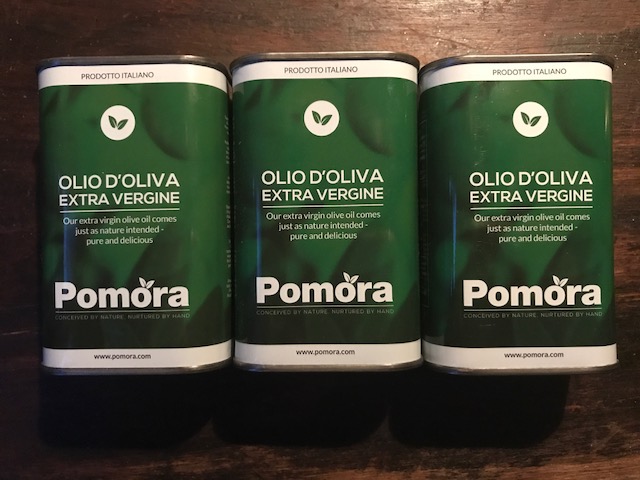 PRODOTTO ITALIANO
OLIO D'OLIVA
EXTRA VERGINE
Our extra virgin olive oil comes
just as nature intended -
pure and delicious
Pomora
CONCEIVED BY NATURE. NURTURED BY HAND
www.pomora.com
PRODOTTO ITALIANO
OLIO D'OLIVA
EXTRA VERGINE
Our extra virgin olive oil comes
just as nature intended -
pure and delicious
Pomora
CONCEIVED BY NATURE. NURTURED BY HAND
www.pomora.com
PRODOTTO ITALIANO
OLIO D'OLIVA
EXTRA VERGINE
Our extra virgin olive oil comes
just as nature intended -
pure and delicious
Pomora
CONCEIVED BY NATURE. NURTURED BY HAND
www.pomora.com